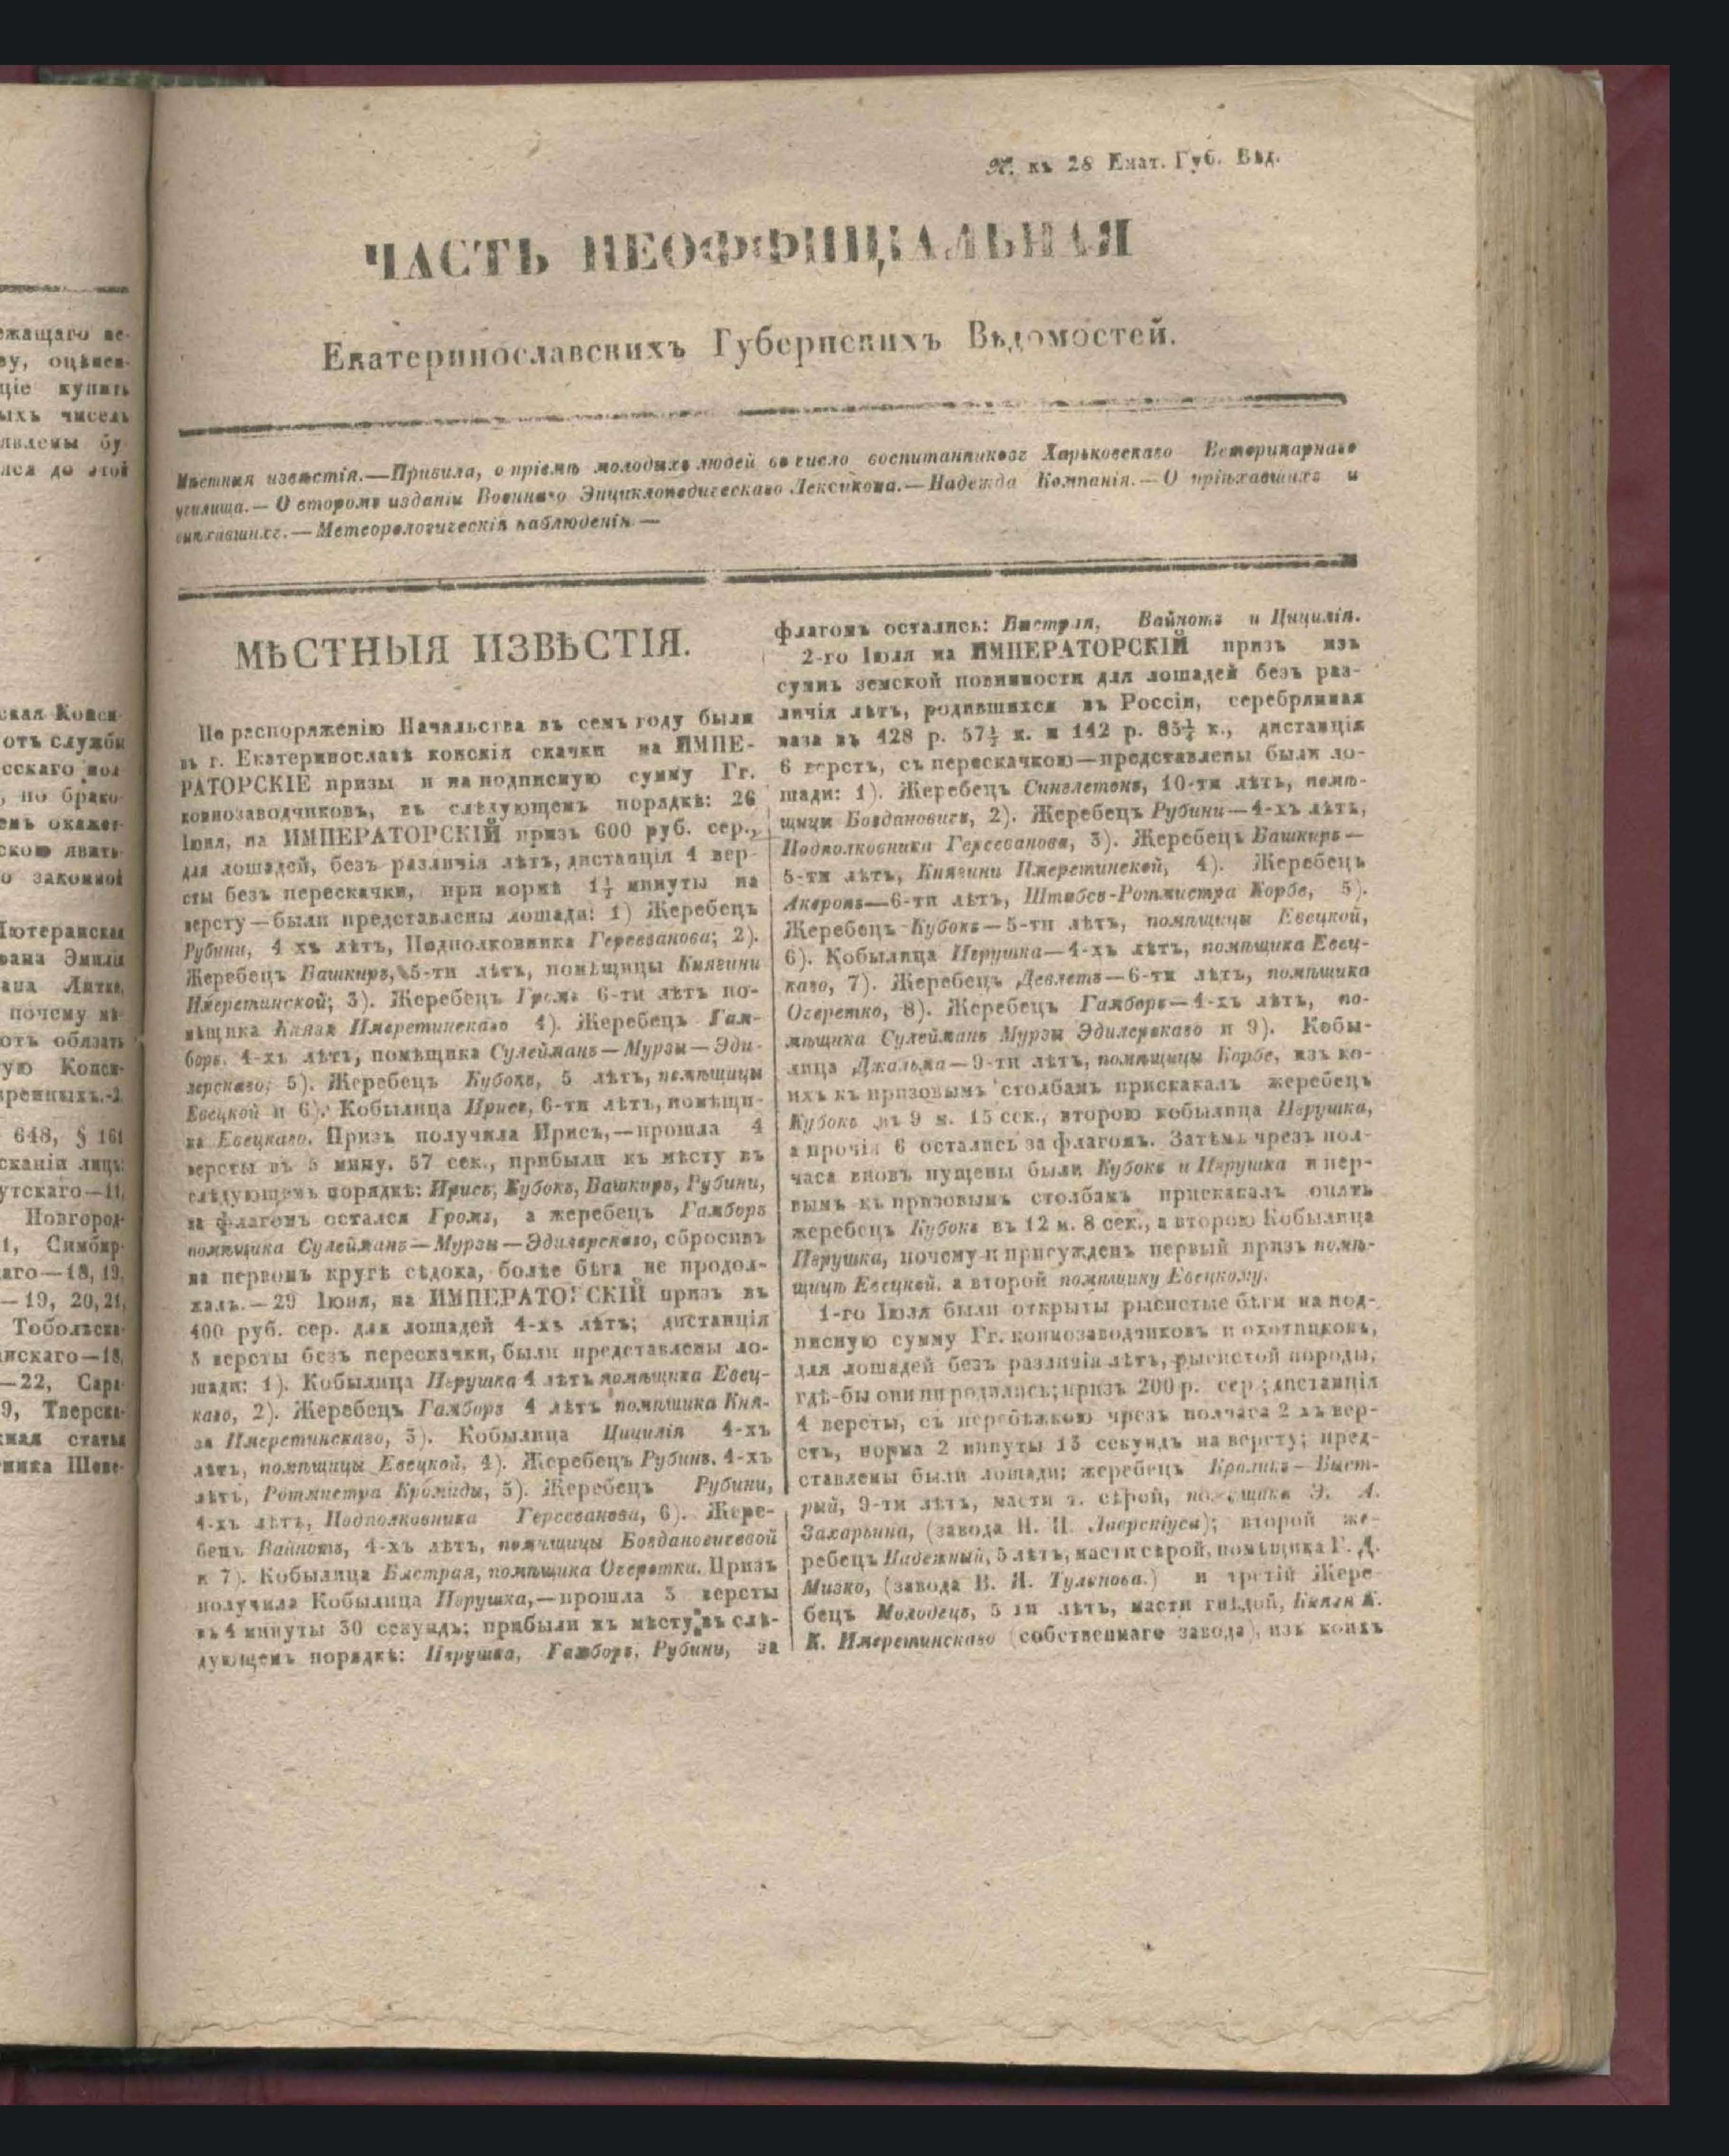 къ 28 Екат. Губ. Вѣд.
ЧАСТЬ НЕОФФИЦІАЛЬНАЯ
Екатеринославскихъ Губернскихъ Вѣдомостей.
Мѣстныя извѣстія.—Правила, о пріемѣ молодыхъ людей въ число воспитанниковъ Харьковскаго Ветеринарнаго
училища.—О второмъ изданіи Военнаго Энциклопедическаго Лексикона.—Надежда Компанія.—О пріѣхавшихъ и
выѣхавшихъ.—Метеорологическія наблюденія.—
МѢСТНЫЯ ИЗВѢСТІЯ.
По распоряженію Начальства въ семъ году были
въ г. Екатеринославѣ конскія скачки на ИМПЕ-
РАТОРСКІЕ призы и на подписную сумму Гг.
коннозаводчиковъ, въ слѣдующемъ порядкѣ: 26
Іюня, на ИМПЕРАТОРСКІЙ призъ 600 руб. сер.,
для лошадей, безъ различія лѣтъ, дистанція 4 вер-
сты безъ перескачки, при нормѣ 1½ минуты на
версту—были представлены лошади: 1) Жеребецъ
Рубини, 4 хъ лѣтъ, Подполковника Герсеванова; 2).
Жеребецъ Башкиръ, 5-ти лѣтъ, помѣщицы Княгини
Имеретинской; 3). Жеребецъ Громъ 6-ти лѣтъ по-
мѣщика Князя Имеретинскаго 4). Жеребецъ Гам-
боръ. 4-хъ лѣтъ, помѣщика Сулейманъ—Мурзы—Эди-
лерскаго; 5). Жеребецъ Кубокъ, 5 лѣтъ, помѣщицы
Евецкой и 6). Кобылица Ирисъ, 6-ти лѣтъ, помѣщи-
ка Евецкаго. Призъ получила Ирисъ,—прошла 4
версты въ 5 мину. 57 сек., прибыли къ мѣсту въ
слѣдующемъ порядкѣ: Ирисъ, Кубокъ, Башкиръ, Рубини,
за флагомъ остался Громъ, а жеребецъ Гамборъ
помѣщика Сулейманъ—Мурзы—Эдилерскаго, сбросивъ
на первомъ кругѣ сѣдока, болѣе бѣга не продол-
жалъ.—29 Іюня, на ИМПЕРАТОРСКІЙ призъ въ
400 руб. сер. для лошадей 4-хъ лѣтъ; дистанція
3 версты безъ перескачки, были представлены ло-
шади: 1). Кобылица Игрушка 4 лѣтъ помѣщика Евец-
каго, 2). Жеребецъ Гамборъ 4 лѣтъ помѣщика Кня-
зя Имеретинскаго, 3). Кобылица Цицилія 4-хъ
лѣтъ, помѣщицы Евецкой, 4). Жеребецъ Рубинъ, 4-хъ
лѣтъ, Ротмистра Кромиды, 5). Жеребецъ Рубини,
4-хъ лѣтъ, Подполковника Герсеванова, 6). Жере-
бецъ Вайнотъ, 4-хъ лѣтъ, помѣщицы Богдановичевой
и 7). Кобылица Быстрая, помѣщика Очеретки. Призъ
получила Кобылица Игрушка,—прошла 3 версты
въ 4 минуты 30 секундъ; прибыли къ мѣсту въ слѣ-
дующемъ порядкѣ: Игрушка, Гамборъ, Рубини, за
флагомъ остались: Быстрая, Вайнотъ и Цицилія.
2-го Іюля на ИМПЕРАТОРСКІЙ призъ изъ
суммъ земской повинности для лошадей безъ раз-
личія лѣтъ, родившихся въ Россіи, серебрянная
ваза въ 428 р. 57½ к. и 142 р. 85¼ к., дистанція
6 верстъ, съ перескачкою—представлены были ло-
шади: 1). Жеребецъ Синглетонъ, 10-ти лѣтъ, помѣ-
щицы Богдановичъ, 2). Жеребецъ Рубини—4-хъ лѣтъ,
Подполковника Герсеванова, 3). Жеребецъ Башкиръ—
5-ти лѣтъ, Княгини Имеретинской, 4). Жеребецъ
Акеронъ—6-ти лѣтъ, Штабсъ-Ротмистра Корбе, 5).
Жеребецъ Кубокъ—5-ти лѣтъ, помѣщицы Евецкой,
6). Кобылица Игрушка—4-хъ лѣтъ, помѣщика Евец-
каго, 7). Жеребецъ Девлетъ—6-ти лѣтъ, помѣщика
Очеретко, 8). Жеребецъ Гамборъ—4-хъ лѣтъ, по-
мѣщика Сулейманъ Мурзы Эдилерскаго и 9). Кобы-
лица Джальма—9-ти лѣтъ, помѣщицы Корбе, изъ ко-
ихъ къ призовымъ столбамъ прискакалъ жеребецъ
Кубокъ въ 9 м. 15 сек., второю кобылица Игрушка,
а прочія 6 остались за флагомъ. Затѣмъ чрезъ пол-
часа вновь пущены были Кубокъ и Игрушка и пер-
вымъ къ призовымъ столбамъ прискакалъ опять
жеребецъ Кубокъ въ 12 м. 8 сек., а второю Кобылица
Игрушка, почему и присужденъ первый призъ помѣ-
щицѣ Евецкой, а второй помѣщику Евецкому.
1-го Іюля были открыты рысистые бѣги на под-
писную сумму Гг. коннозаводчиковъ и охотниковъ,
для лошадей безъ различія лѣтъ, рысистой породы,
гдѣ-бы они ни родились; призъ 200 р. сер; дистанція
4 версты, съ перебѣжкою чрезъ полчаса 2 хъ вер-
стъ, норма 2 минуты 15 секундъ на версту; пред-
ставлены были лошади: жеребецъ Кроликъ—Быст-
рый, 9-ти лѣтъ, масти т. сѣрой, помѣщика Э. А.
Захарьина, (завода И. П.); второй же-
ребецъ Надежный, 5 лѣтъ, масти сѣрой, помѣщика Г. Д.
Мизко, (завода В. Я. Тулинова.) и третій Жере
бецъ Молодецъ, 5 ти лѣтъ, масти гнѣдой, Князя К.
К. Имеретинскаго (собственнаго завода), изъ коихъ